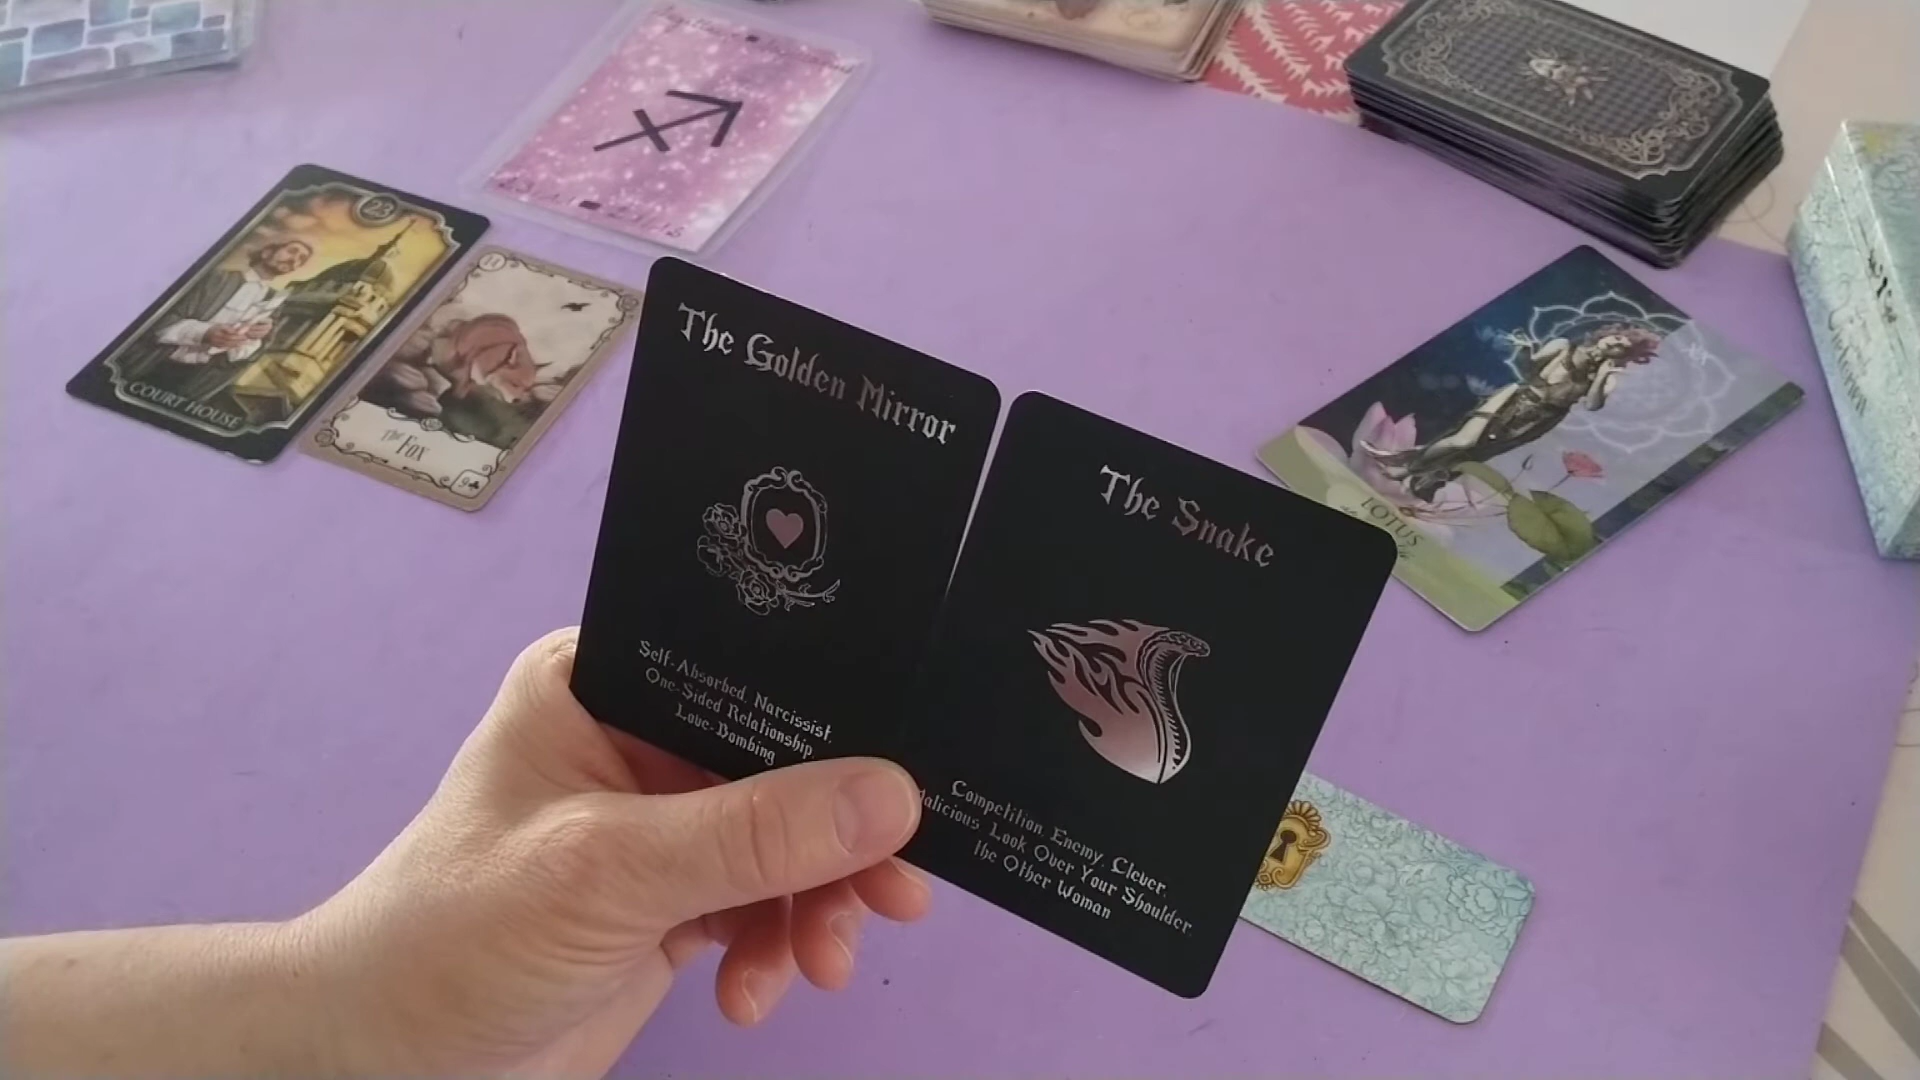 23
COURT HOUSE
The
Fox
9
The Golden Mirror
Self-Absorbed, Narcissist,
One-Sided Relationship,
Love-Bombing
The Snake
Competition, Enemy, Clever,
Malicious, Look Over Your Shoulder,
The Other Woman
LOTUS